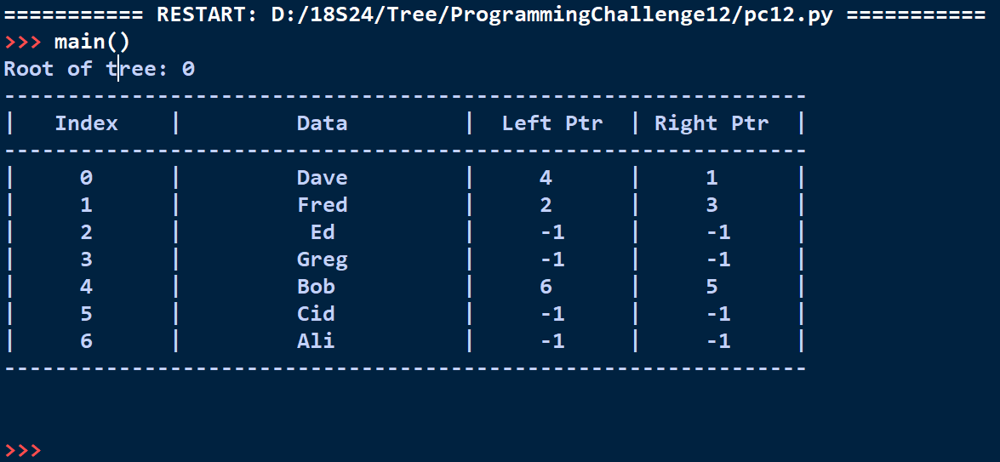 =========== RESTART: D:/18S24/Tree/ProgrammingChallenge12/pc12.py ===========
>>> main()
Root of tree: 0
---------------------------------------------------------------
|   Index    |         Data         |  Left Ptr  | Right Ptr  |
---------------------------------------------------------------
|     0      |         Dave         |     4      |     1      |
|     1      |         Fred         |     2      |     3      |
|     2      |          Ed          |     -1     |     -1     |
|     3      |         Greg         |     -1     |     -1     |
|     4      |         Bob          |     6      |     5      |
|     5      |         Cid          |     -1     |     -1     |
|     6      |         Ali          |     -1     |     -1     |
---------------------------------------------------------------
>>>